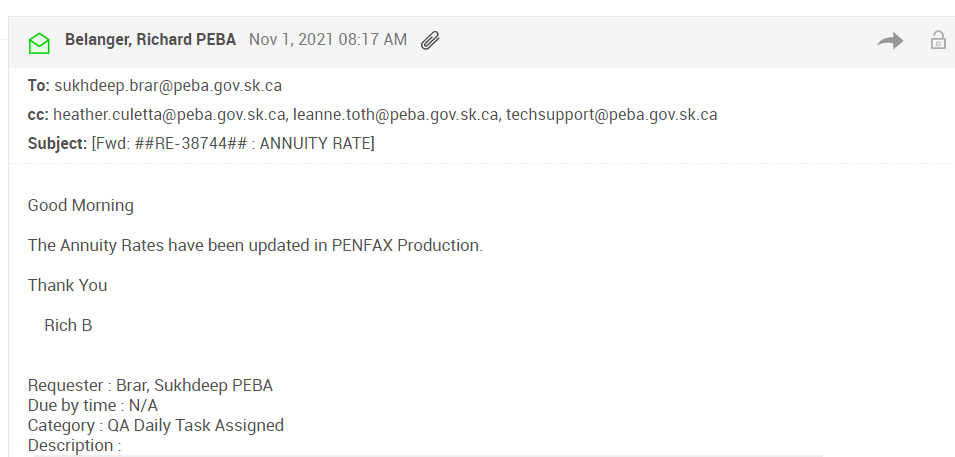 Belanger, Richard PEBA Nov 1, 2021 08:17 AM
To: sukhdeep.brar@peba.gov.sk.ca
cc: heather.culetta@peba.gov.sk.ca, leanne.toth@peba.gov.sk.ca, techsupport@peba.gov.sk.ca
Subject: [Fwd: ##RE-38744## : ANNUITY RATE]
Good Morning
The Annuity Rates have been updated in PENFAX Production.
Thank You
Rich B
Requester : Brar, Sukhdeep PEBA
Due by time : N/A
Category : QA Daily Task Assigned
Description :